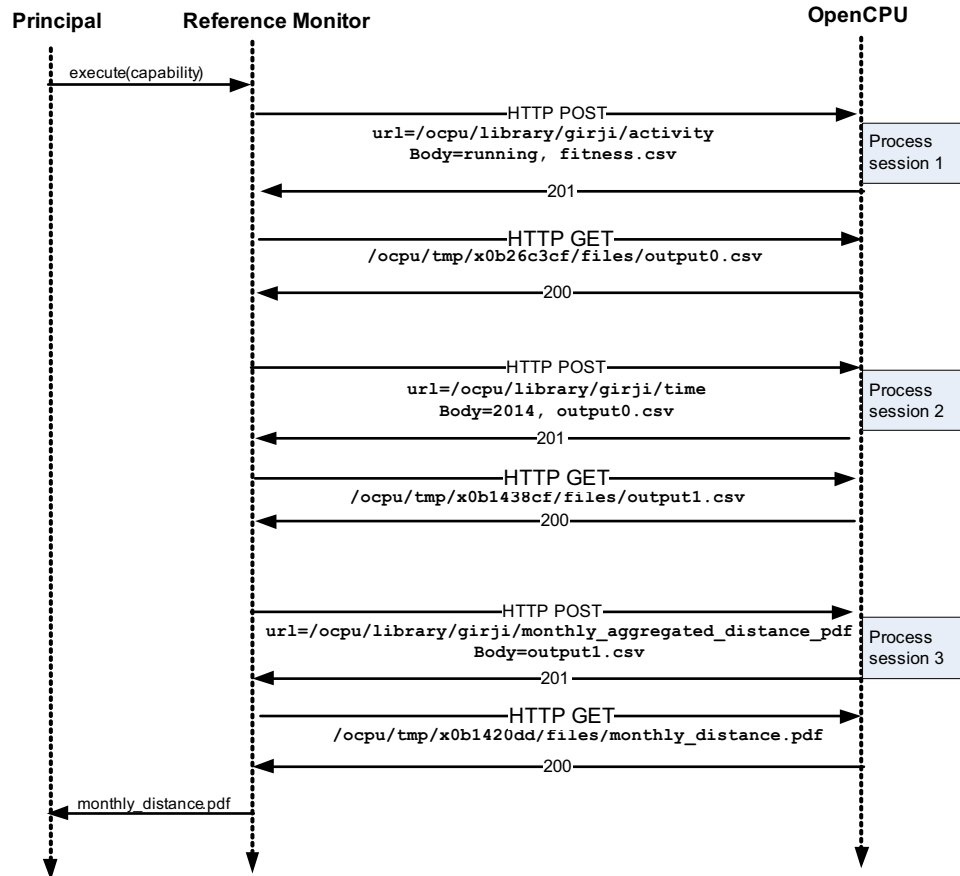 Principal
Reference Monitor
OpenCPU
execute(capability)
HTTP POST
url=/ocpu/library/girji/activity
Body=running, fitness.csv
Process
session 1
201
HTTP GET
/ocpu/tmp/x0b26c3cf/files/output0.csv
200
HTTP POST
url=/ocpu/library/girji/time
Body=2014, output0.csv
Process
session 2
201
HTTP GET
/ocpu/tmp/x0b1438cf/files/output1.csv
200
HTTP POST
url=/ocpu/library/girji/monthly_aggregated_distance_pdf
Body=output1.csv
Process
session 3
201
HTTP GET
/ocpu/tmp/x0b1420dd/files/monthly_distance.pdf
200
monthly_distance.pdf